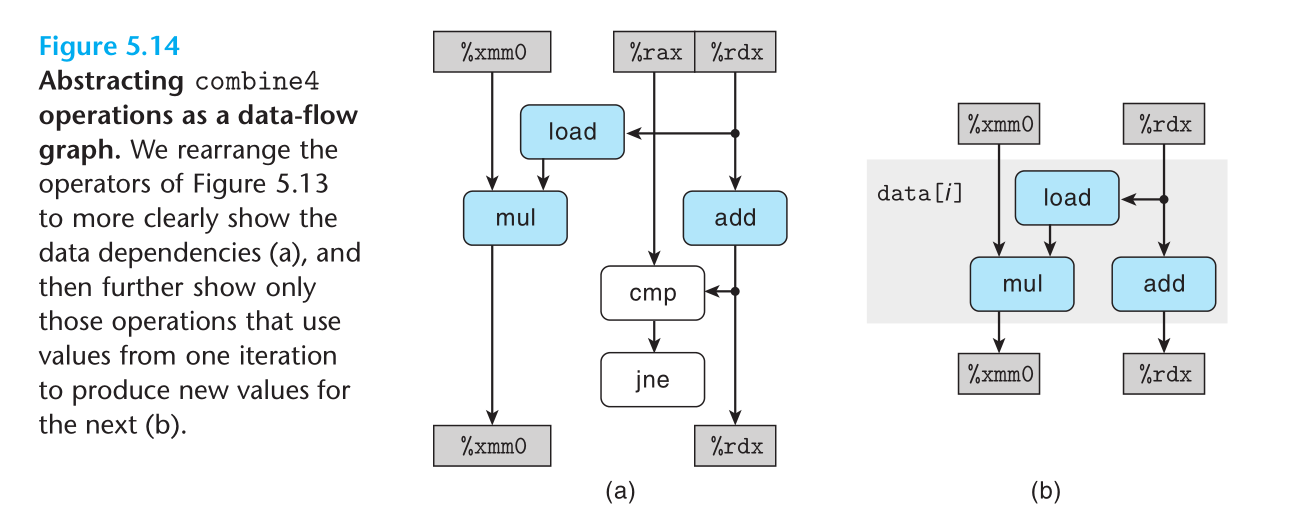 Figure 5.14
Abstracting combine4
operations as a data-flow
graph. We rearrange the
operators of Figure 5.13
to more clearly show the
data dependencies (a), and
then further show only
those operations that use
values from one iteration
to produce new values for
the next (b).
%xmm0 %rax %rdx
load
mul add
cmp
jne
%xmm0 %rdx
(a)
%xmm0 %rdx
data[i] load
mul add
%xmm0 %rdx
(b)